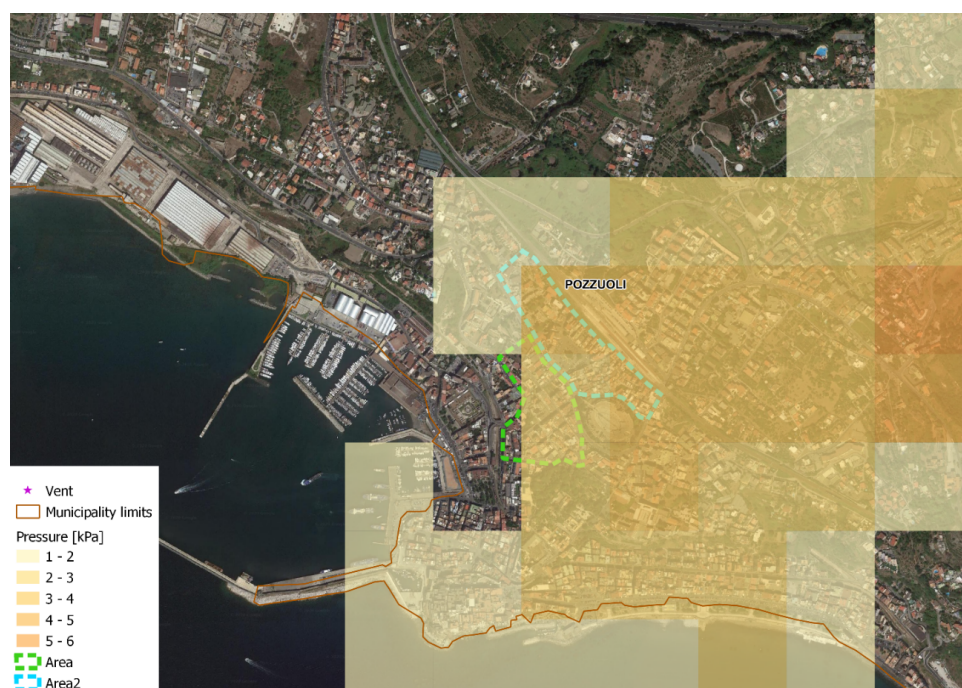 POZZUOLI
Vent
Municipality limits
Pressure [kPa]
1 - 2
2 - 3
3 - 4
4 - 5
5 - 6
Area
Area2